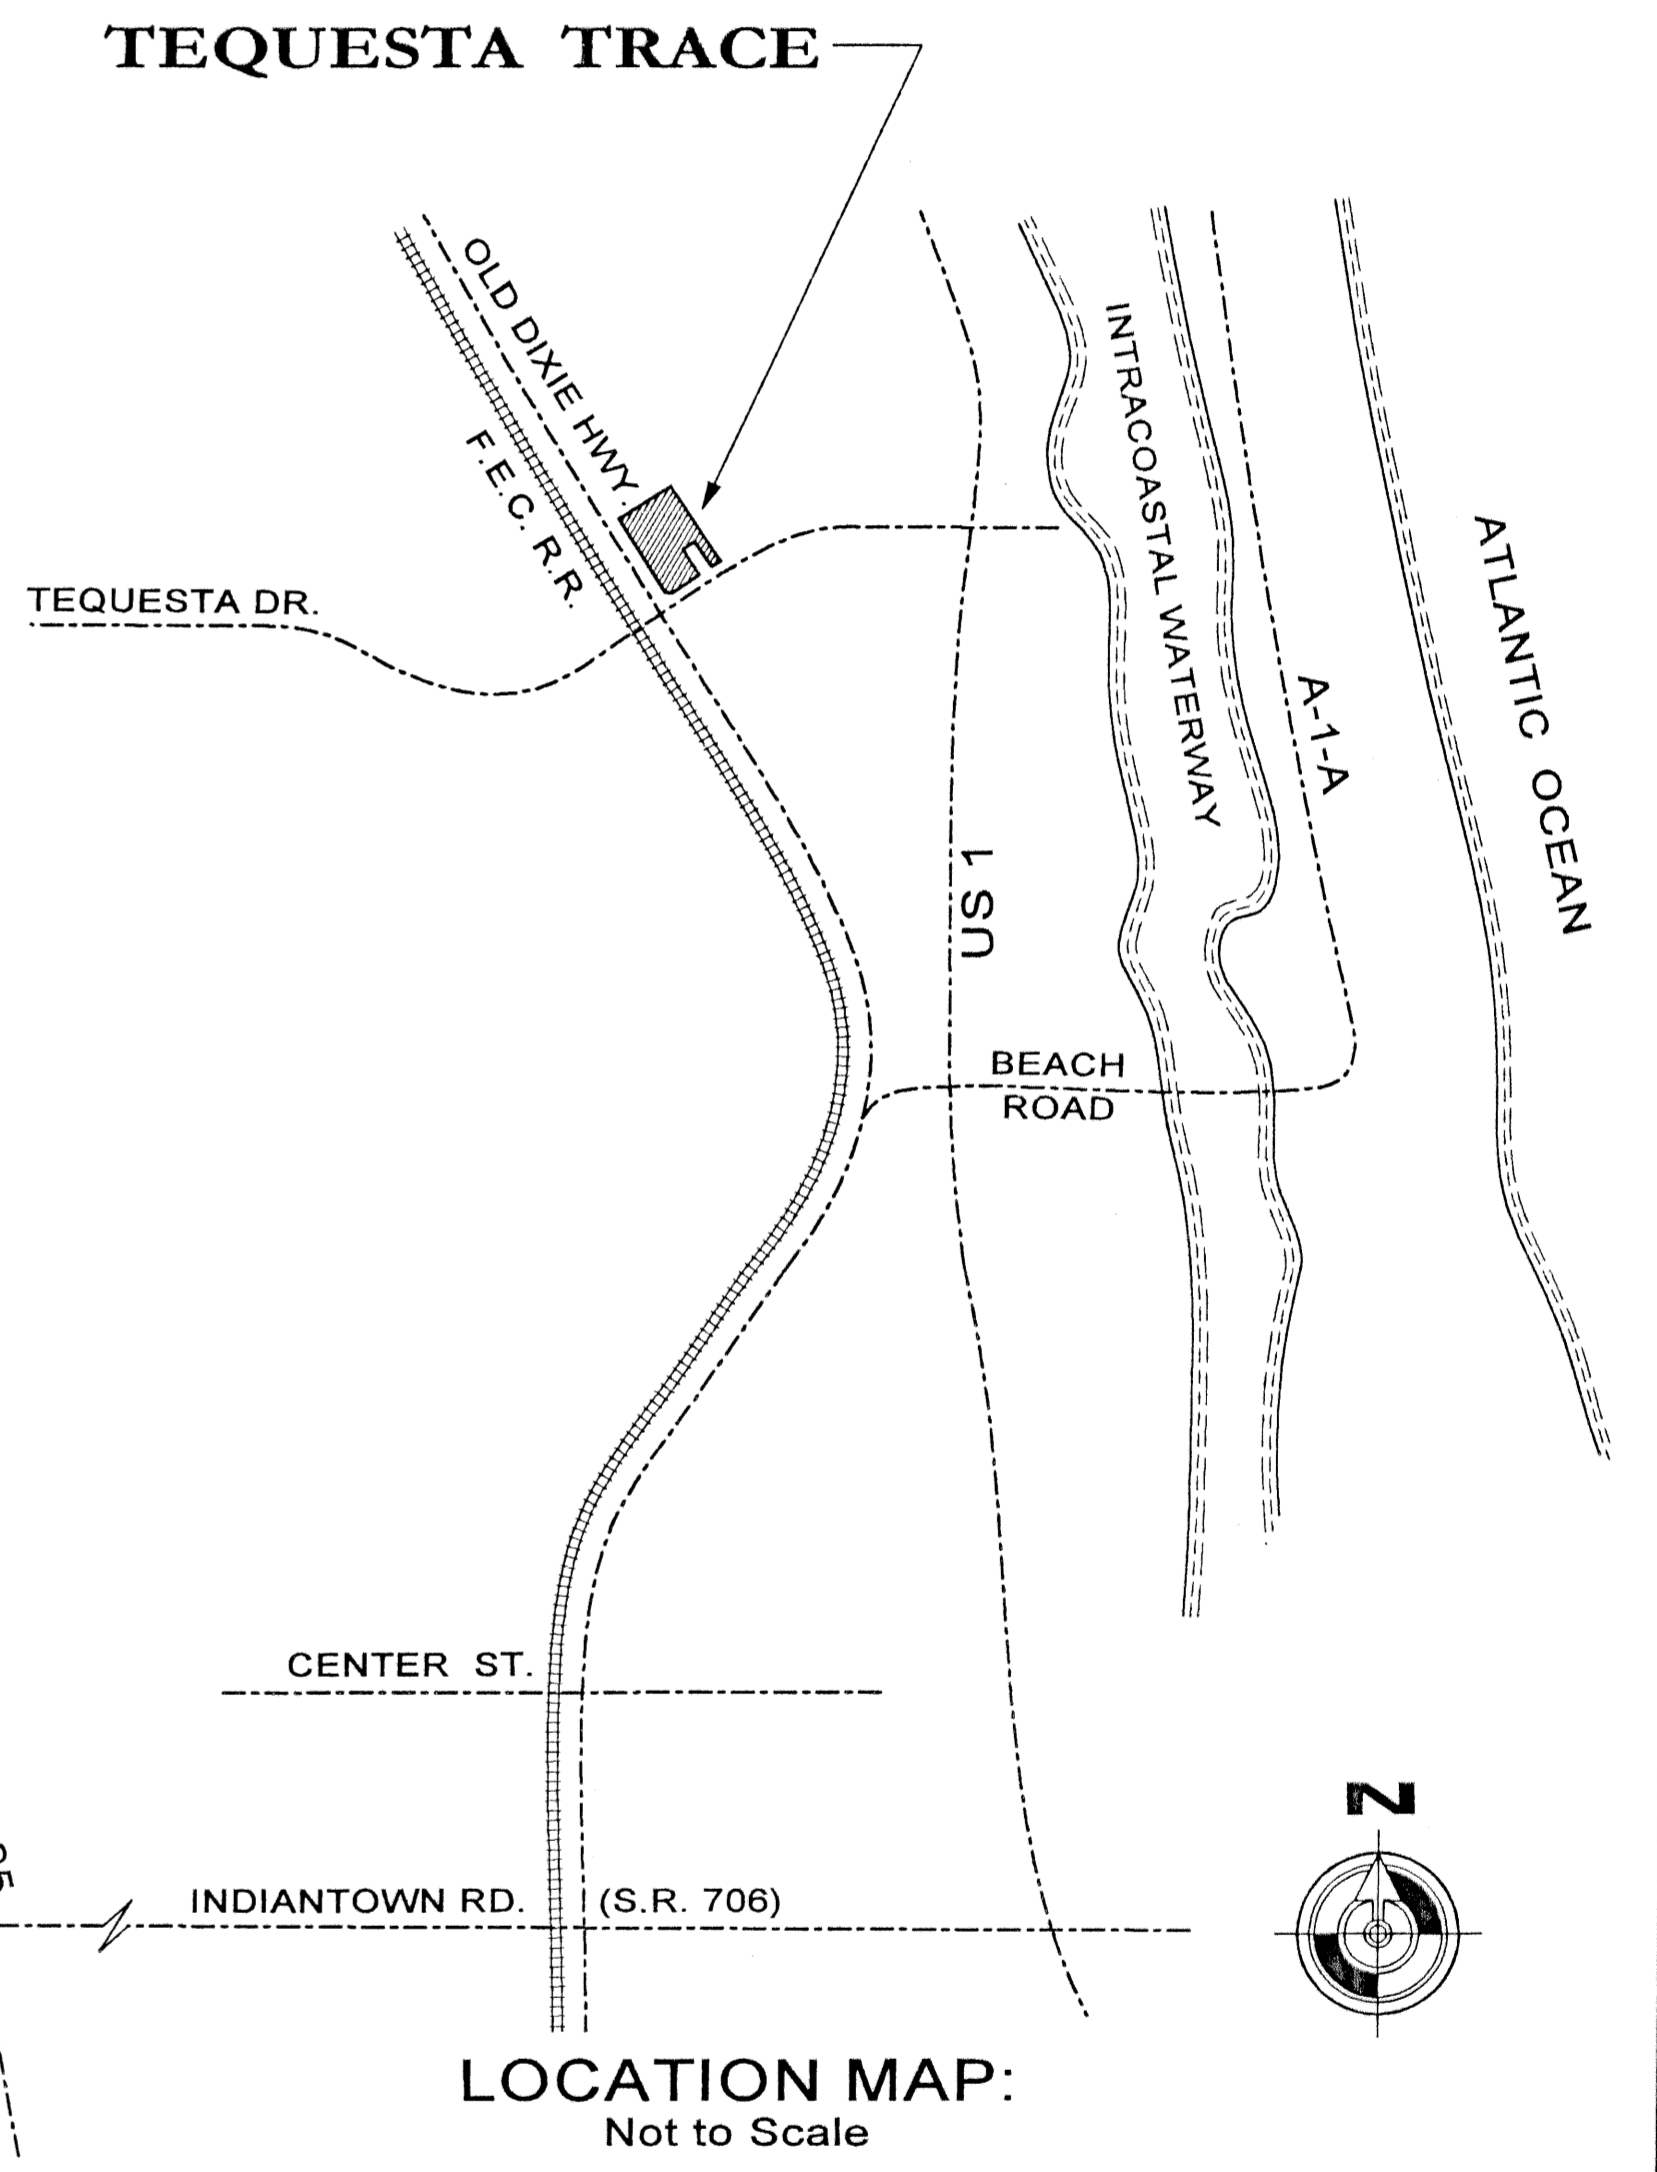 TEQUESTA TRACE
OLD DIXIE HWY.
F.E.C. R.R.
INTRACOASTAL WATERWAY
ATLANTIC OCEAN
TEQUESTA DR.
A-1-A
US 1
BEACH
ROAD
CENTER ST.
N
INDIANTOWN RD.
(S.R. 706)
LOCATION MAP:
Not to Scale